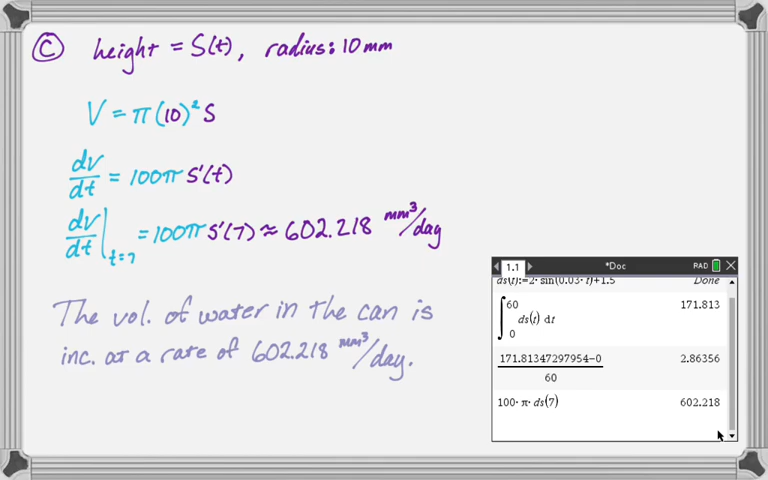 C height = S(t), radius: 10 mm
V = π(10)² S
dV/dt = 100π S'(t)
dV/dt|t=7 = 100π S'(7) ≈ 602.218 mm³/day
The vol. of water in the can is
inc. at a rate of 602.218 mm³/day.
1.1 *Doc RAD
ds(t):=2·sin(0.03·t)+1.5 Done
∫₀⁶⁰ ds(t) dt 171.813
171.81347297954−0/60 2.86356
100·π·ds(7) 602.218